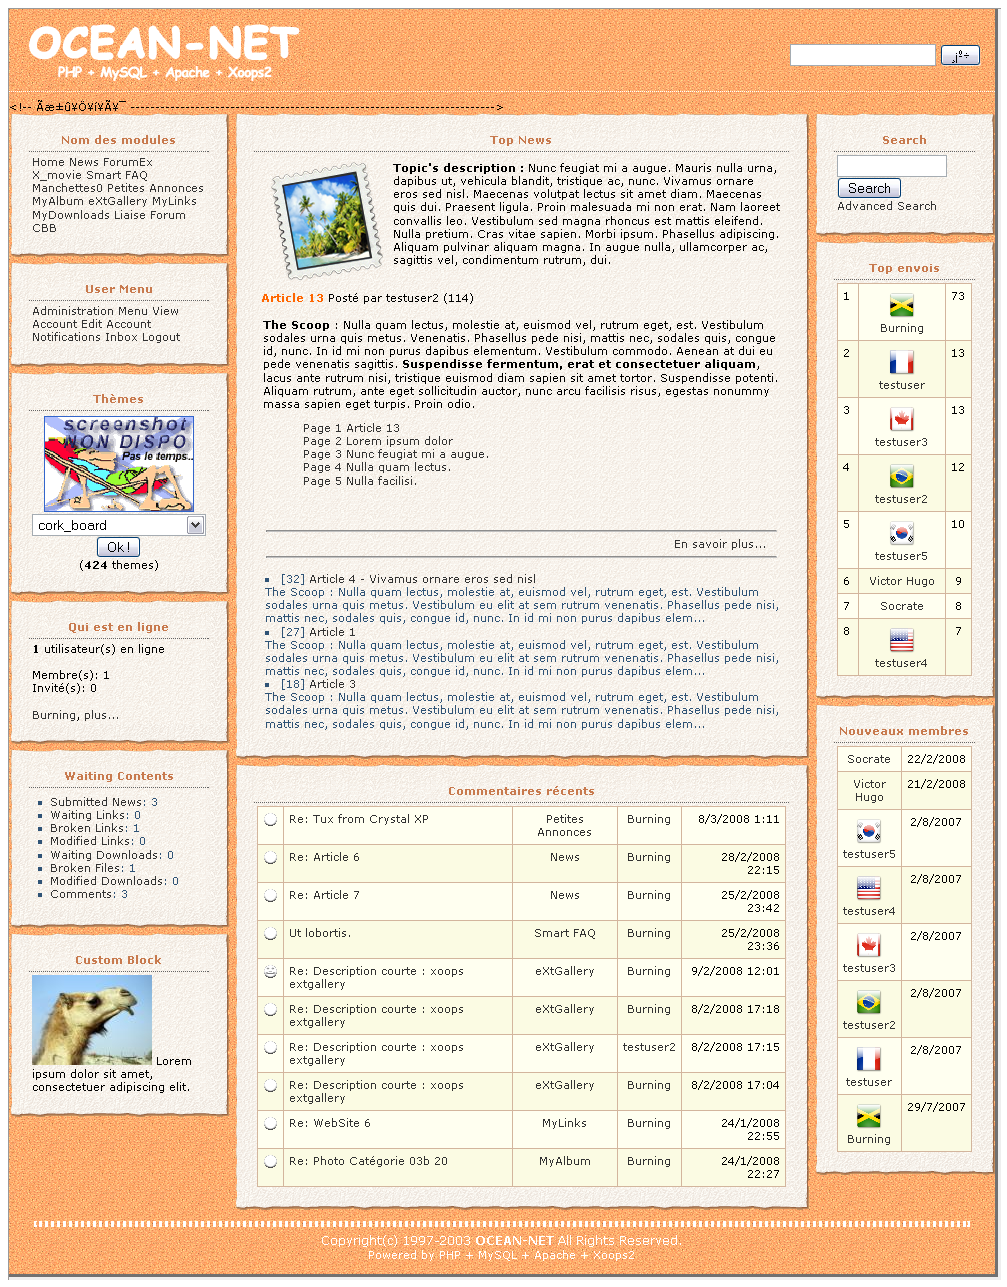 OCEAN-NET
PHP + MySQL + Apache + Xoops2
¸¡º÷
<!-- Ãæ±û¥Ö¥í¥Ã¥¯ ------------------------------------------------------------------------->
Nom des modules
Home News ForumEx
X_movie Smart FAQ
Manchettes0 Petites Annonces
MyAlbum eXtGallery MyLinks
MyDownloads Liaise Forum
CBB
User Menu
Administration Menu View
Account Edit Account
Notifications Inbox Logout
Thèmes
screenshot
NON DISPO
Pas le temps..
cork_board
Ok !
(424 themes)
Qui est en ligne
1 utilisateur(s) en ligne
Membre(s): 1
Invité(s): 0
Burning, plus...
Waiting Contents
Submitted News: 3
Waiting Links: 0
Broken Links: 1
Modified Links: 0
Waiting Downloads: 0
Broken Files: 1
Modified Downloads: 0
Comments: 3
Custom Block
Lorem
ipsum dolor sit amet,
consectetuer adipiscing elit.
Top News
Topic's description : Nunc feugiat mi a augue. Mauris nulla urna,
dapibus ut, vehicula blandit, tristique ac, nunc. Vivamus ornare
eros sed nisl. Maecenas volutpat lectus sit amet diam. Maecenas
quis dui. Praesent ligula. Proin malesuada mi non erat. Nam laoreet
convallis leo. Vestibulum sed magna rhoncus est mattis eleifend.
Nulla pretium. Cras vitae sapien. Morbi ipsum. Phasellus adipiscing.
Aliquam pulvinar aliquam magna. In augue nulla, ullamcorper ac,
sagittis vel, condimentum rutrum, dui.
Article 13 Posté par testuser2 (114)
The Scoop : Nulla quam lectus, molestie at, euismod vel, rutrum eget, est. Vestibulum
sodales urna quis metus. Venenatis. Phasellus pede nisi, mattis nec, sodales quis, congue
id, nunc. In id mi non purus dapibus elementum. Vestibulum commodo. Aenean at dui eu
pede venenatis sagittis. Suspendisse fermentum, erat et consectetuer aliquam,
lacus ante rutrum nisi, tristique euismod diam sapien sit amet tortor. Suspendisse potenti.
Aliquam rutrum, ante eget sollicitudin auctor, nunc arcu facilisis risus, egestas nonummy
massa sapien eget turpis. Proin odio.
Page 1 Article 13
Page 2 Lorem ipsum dolor
Page 3 Nunc feugiat mi a augue.
Page 4 Nulla quam lectus.
Page 5 Nulla facilisi.
En savoir plus...
[32] Article 4 - Vivamus ornare eros sed nisl
The Scoop : Nulla quam lectus, molestie at, euismod vel, rutrum eget, est. Vestibulum
sodales urna quis metus. Vestibulum eu elit at sem rutrum venenatis. Phasellus pede nisi,
mattis nec, sodales quis, congue id, nunc. In id mi non purus dapibus elem...
[27] Article 1
The Scoop : Nulla quam lectus, molestie at, euismod vel, rutrum eget, est. Vestibulum
sodales urna quis metus. Vestibulum eu elit at sem rutrum venenatis. Phasellus pede nisi,
mattis nec, sodales quis, congue id, nunc. In id mi non purus dapibus elem...
[18] Article 3
The Scoop : Nulla quam lectus, molestie at, euismod vel, rutrum eget, est. Vestibulum
sodales urna quis metus. Vestibulum eu elit at sem rutrum venenatis. Phasellus pede nisi,
mattis nec, sodales quis, congue id, nunc. In id mi non purus dapibus elem...
Commentaires récents
Re: Tux from Crystal XP Petites Annonces Burning 8/3/2008 1:11
Re: Article 6 News Burning 28/2/2008 22:15
Re: Article 7 News Burning 25/2/2008 23:42
Ut lobortis. Smart FAQ Burning 25/2/2008 23:36
Re: Description courte : xoops extgallery eXtGallery Burning 9/2/2008 12:01
Re: Description courte : xoops extgallery eXtGallery Burning 8/2/2008 17:18
Re: Description courte : xoops extgallery eXtGallery testuser2 8/2/2008 17:15
Re: Description courte : xoops extgallery eXtGallery Burning 8/2/2008 17:04
Re: WebSite 6 MyLinks Burning 24/1/2008 22:55
Re: Photo Catégorie 03b 20 MyAlbum Burning 24/1/2008 22:27
Search
Search
Advanced Search
Top envois
1 Burning 73
2 testuser 13
3 testuser3 13
4 testuser2 12
5 testuser5 10
6 Victor Hugo 9
7 Socrate 8
8 testuser4 7
Nouveaux membres
Socrate 22/2/2008
Victor Hugo 21/2/2008
testuser5 2/8/2007
testuser4 2/8/2007
testuser3 2/8/2007
testuser2 2/8/2007
testuser 2/8/2007
Burning 29/7/2007
Copyright(c) 1997-2003 OCEAN-NET All Rights Reserved.
Powered by PHP + MySQL + Apache + Xoops2